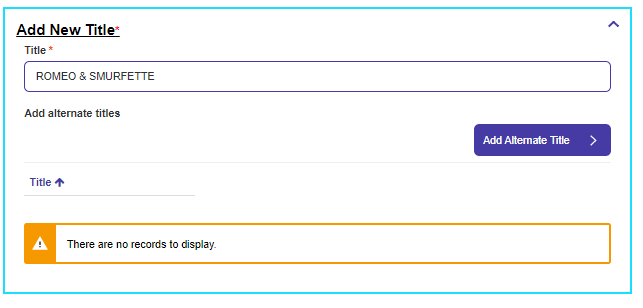 Add New Title*
Title *
ROMEO & SMURFETTE
Add alternate titles
Add Alternate Title
Title
There are no records to display.